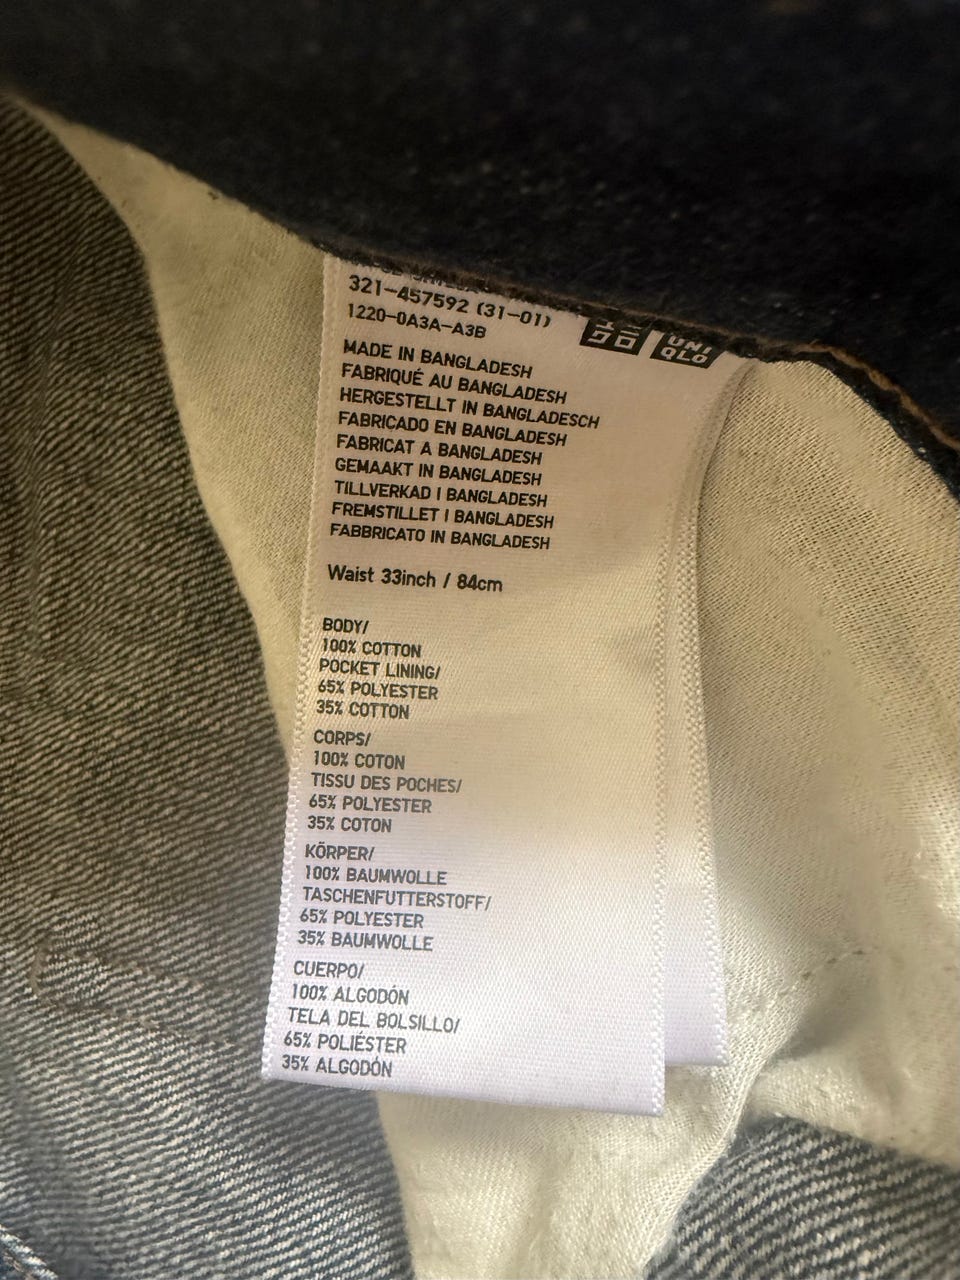 321-457592 (31-01)
1220-0A3A-A3B
UNI
QLO
MADE IN BANGLADESH
FABRIQUÉ AU BANGLADESH
HERGESTELLT IN BANGLADESCH
FABRICADO EN BANGLADESH
FABRICAT A BANGLADESH
GEMAAKT IN BANGLADESH
TILLVERKAD I BANGLADESH
FREMSTILLET I BANGLADESH
FABBRICATO IN BANGLADESH
Waist 33inch / 84cm
BODY/
100% COTTON
POCKET LINING/
65% POLYESTER
35% COTTON
CORPS/
100% COTON
TISSU DES POCHES/
65% POLYESTER
35% COTON
KÖRPER/
100% BAUMWOLLE
TASCHENFUTTERSTOFF/
65% POLYESTER
35% BAUMWOLLE
CUERPO/
100% ALGODÓN
TELA DEL BOLSILLO/
65% POLIÉSTER
35% ALGODÓN